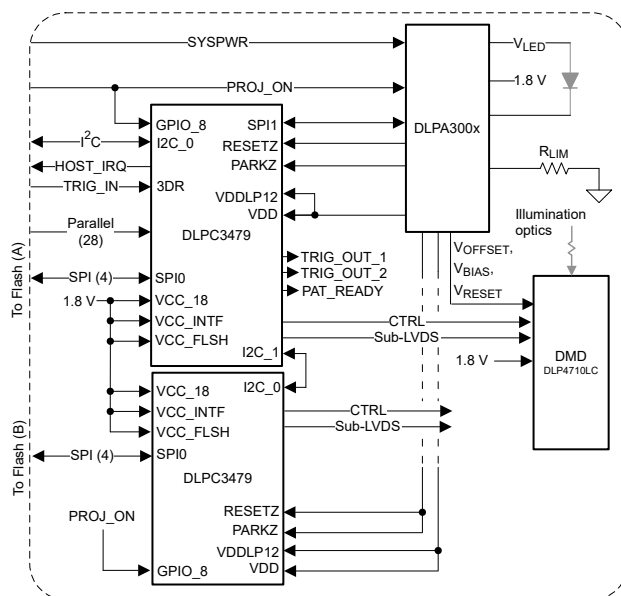 SYSPWR
V_LED
1.8 V
PROJ_ON
DLPA300x
GPIO_8
SPI1
I²C
I2C_0
RESETZ
HOST_IRQ
PARKZ
R_LIM
TRIG_IN
3DR
VDDLP12
VDD
Illumination
optics
Parallel
(28)
DLPC3479
V_OFFSET,
V_BIAS,
V_RESET
TRIG_OUT_1
TRIG_OUT_2
PAT_READY
To Flash (A)
SPI (4)
SPI0
1.8 V
VCC_18
VCC_INTF
VCC_FLSH
CTRL
Sub-LVDS
I2C_1
1.8 V
DMD
DLP4710LC
I2C_0
VCC_18
VCC_INTF
VCC_FLSH
CTRL
Sub-LVDS
To Flash (B)
SPI (4)
SPI0
DLPC3479
PROJ_ON
RESETZ
PARKZ
VDDLP12
VDD
GPIO_8